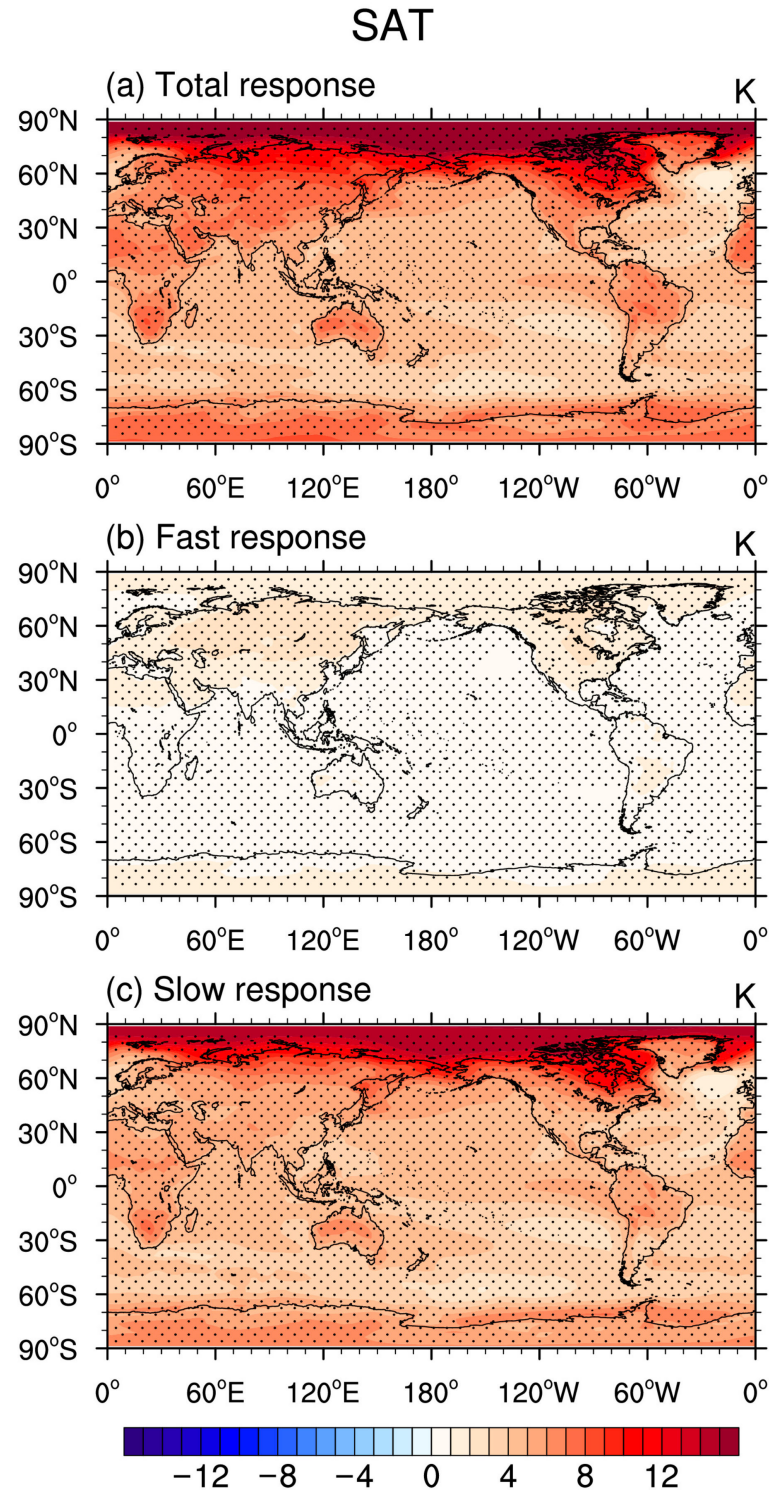 SAT
(a) Total response K
90°N
60°N
30°N
0°
30°S
60°S
90°S
0° 60°E 120°E 180° 120°W 60°W 0°
(b) Fast response K
90°N
60°N
30°N
0°
30°S
60°S
90°S
0° 60°E 120°E 180° 120°W 60°W 0°
(c) Slow response K
90°N
60°N
30°N
0°
30°S
60°S
90°S
0° 60°E 120°E 180° 120°W 60°W 0°
−12 −8 −4 0 4 8 12